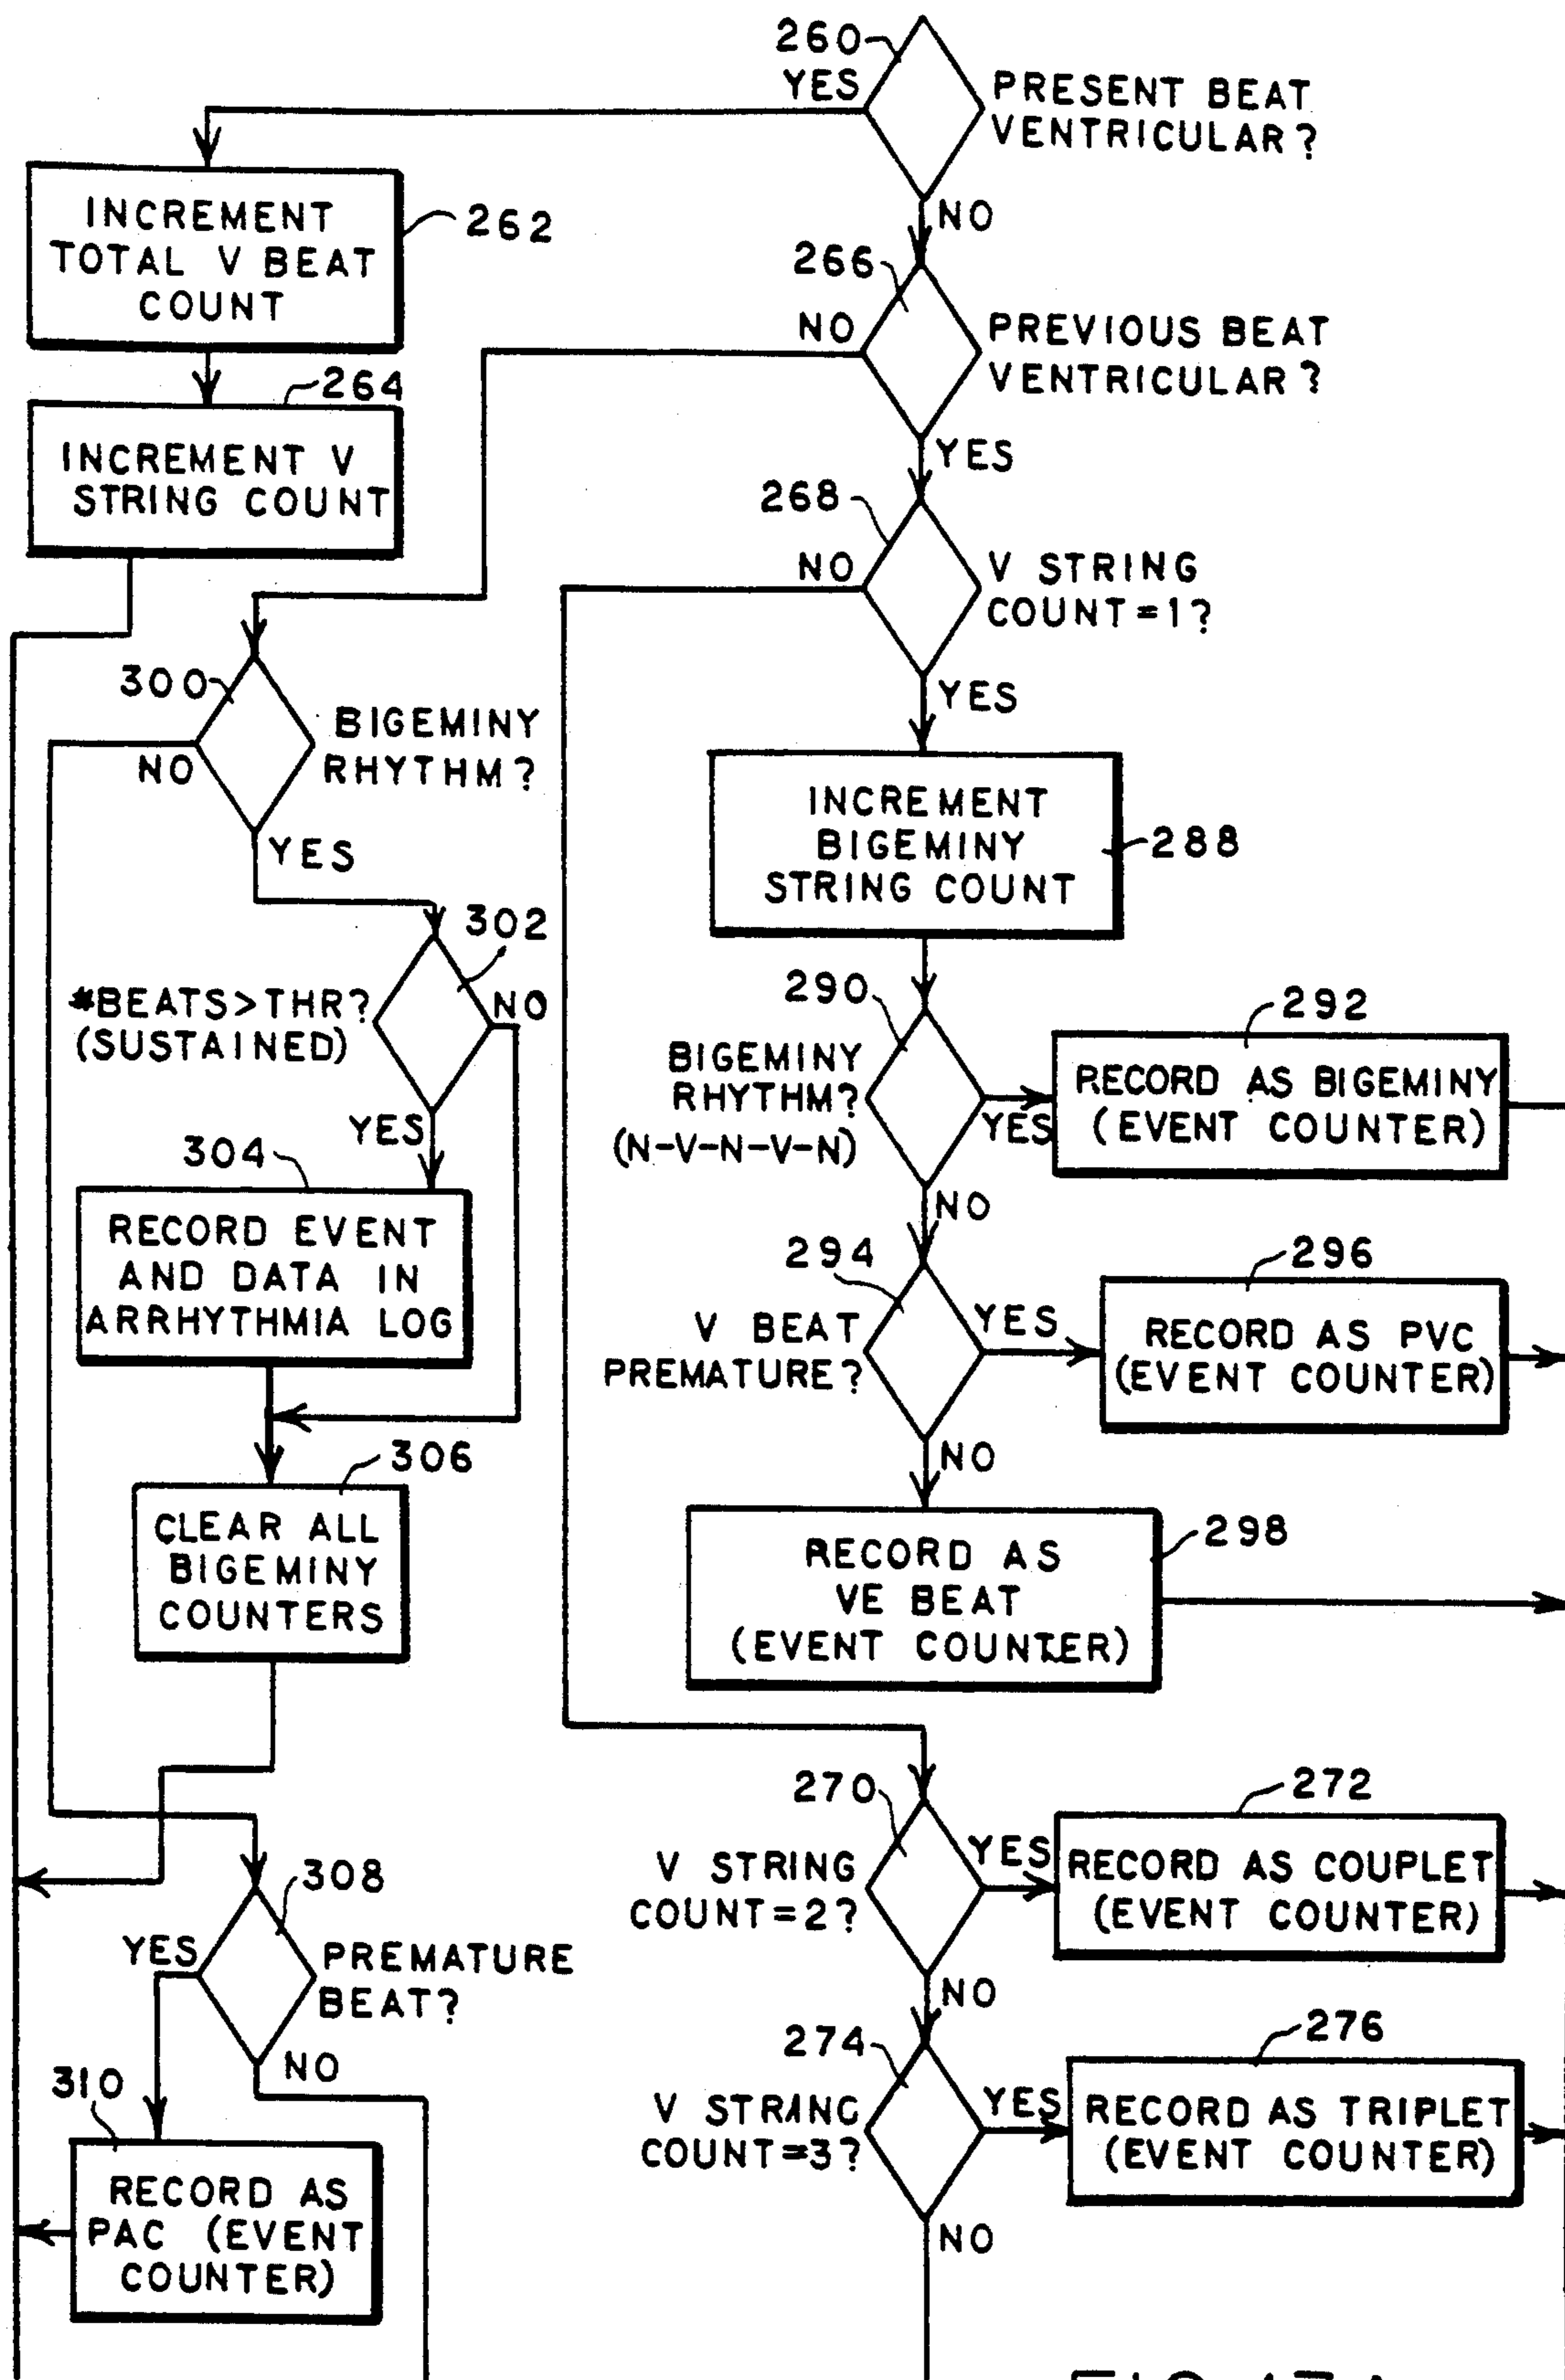 260
YES
PRESENT BEAT
VENTRICULAR?
NO
INCREMENT
TOTAL V BEAT
COUNT
262
266
NO
PREVIOUS BEAT
VENTRICULAR?
YES
264
INCREMENT V
STRING COUNT
268
NO
V STRING
COUNT=1?
YES
300
BIGEMINY
RHYTHM?
NO
YES
INCREMENT
BIGEMINY
STRING COUNT
288
302
#BEATS>THR?
(SUSTAINED)
NO
YES
290
BIGEMINY
RHYTHM?
(N-V-N-V-N)
YES
NO
292
RECORD AS BIGEMINY
(EVENT COUNTER)
304
RECORD EVENT
AND DATA IN
ARRHYTHMIA LOG
294
V BEAT
PREMATURE?
YES
NO
296
RECORD AS PVC
(EVENT COUNTER)
306
CLEAR ALL
BIGEMINY
COUNTERS
298
RECORD AS
VE BEAT
(EVENT COUNTER)
270
V STRING
COUNT=2?
YES
NO
272
RECORD AS COUPLET
(EVENT COUNTER)
308
YES
PREMATURE
BEAT?
NO
274
V STRING
COUNT=3?
YES
NO
276
RECORD AS TRIPLET
(EVENT COUNTER)
310
RECORD AS
PAC (EVENT
COUNTER)